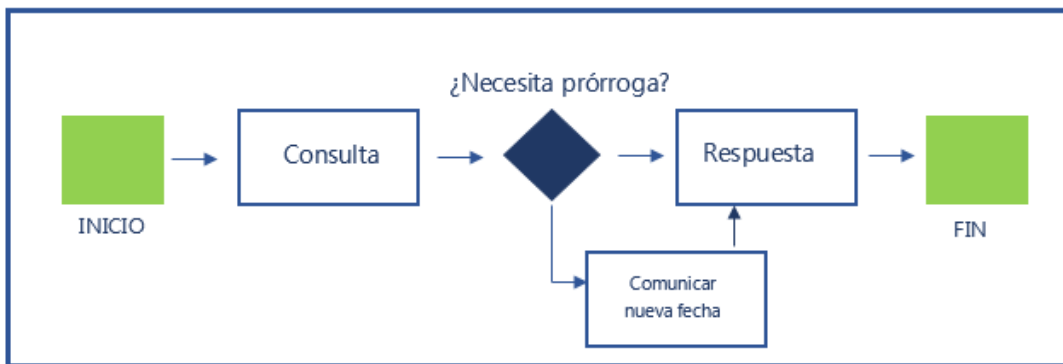 ¿Necesita prórroga?
Consulta
Respuesta
INICIO
FIN
Comunicar
nueva fecha